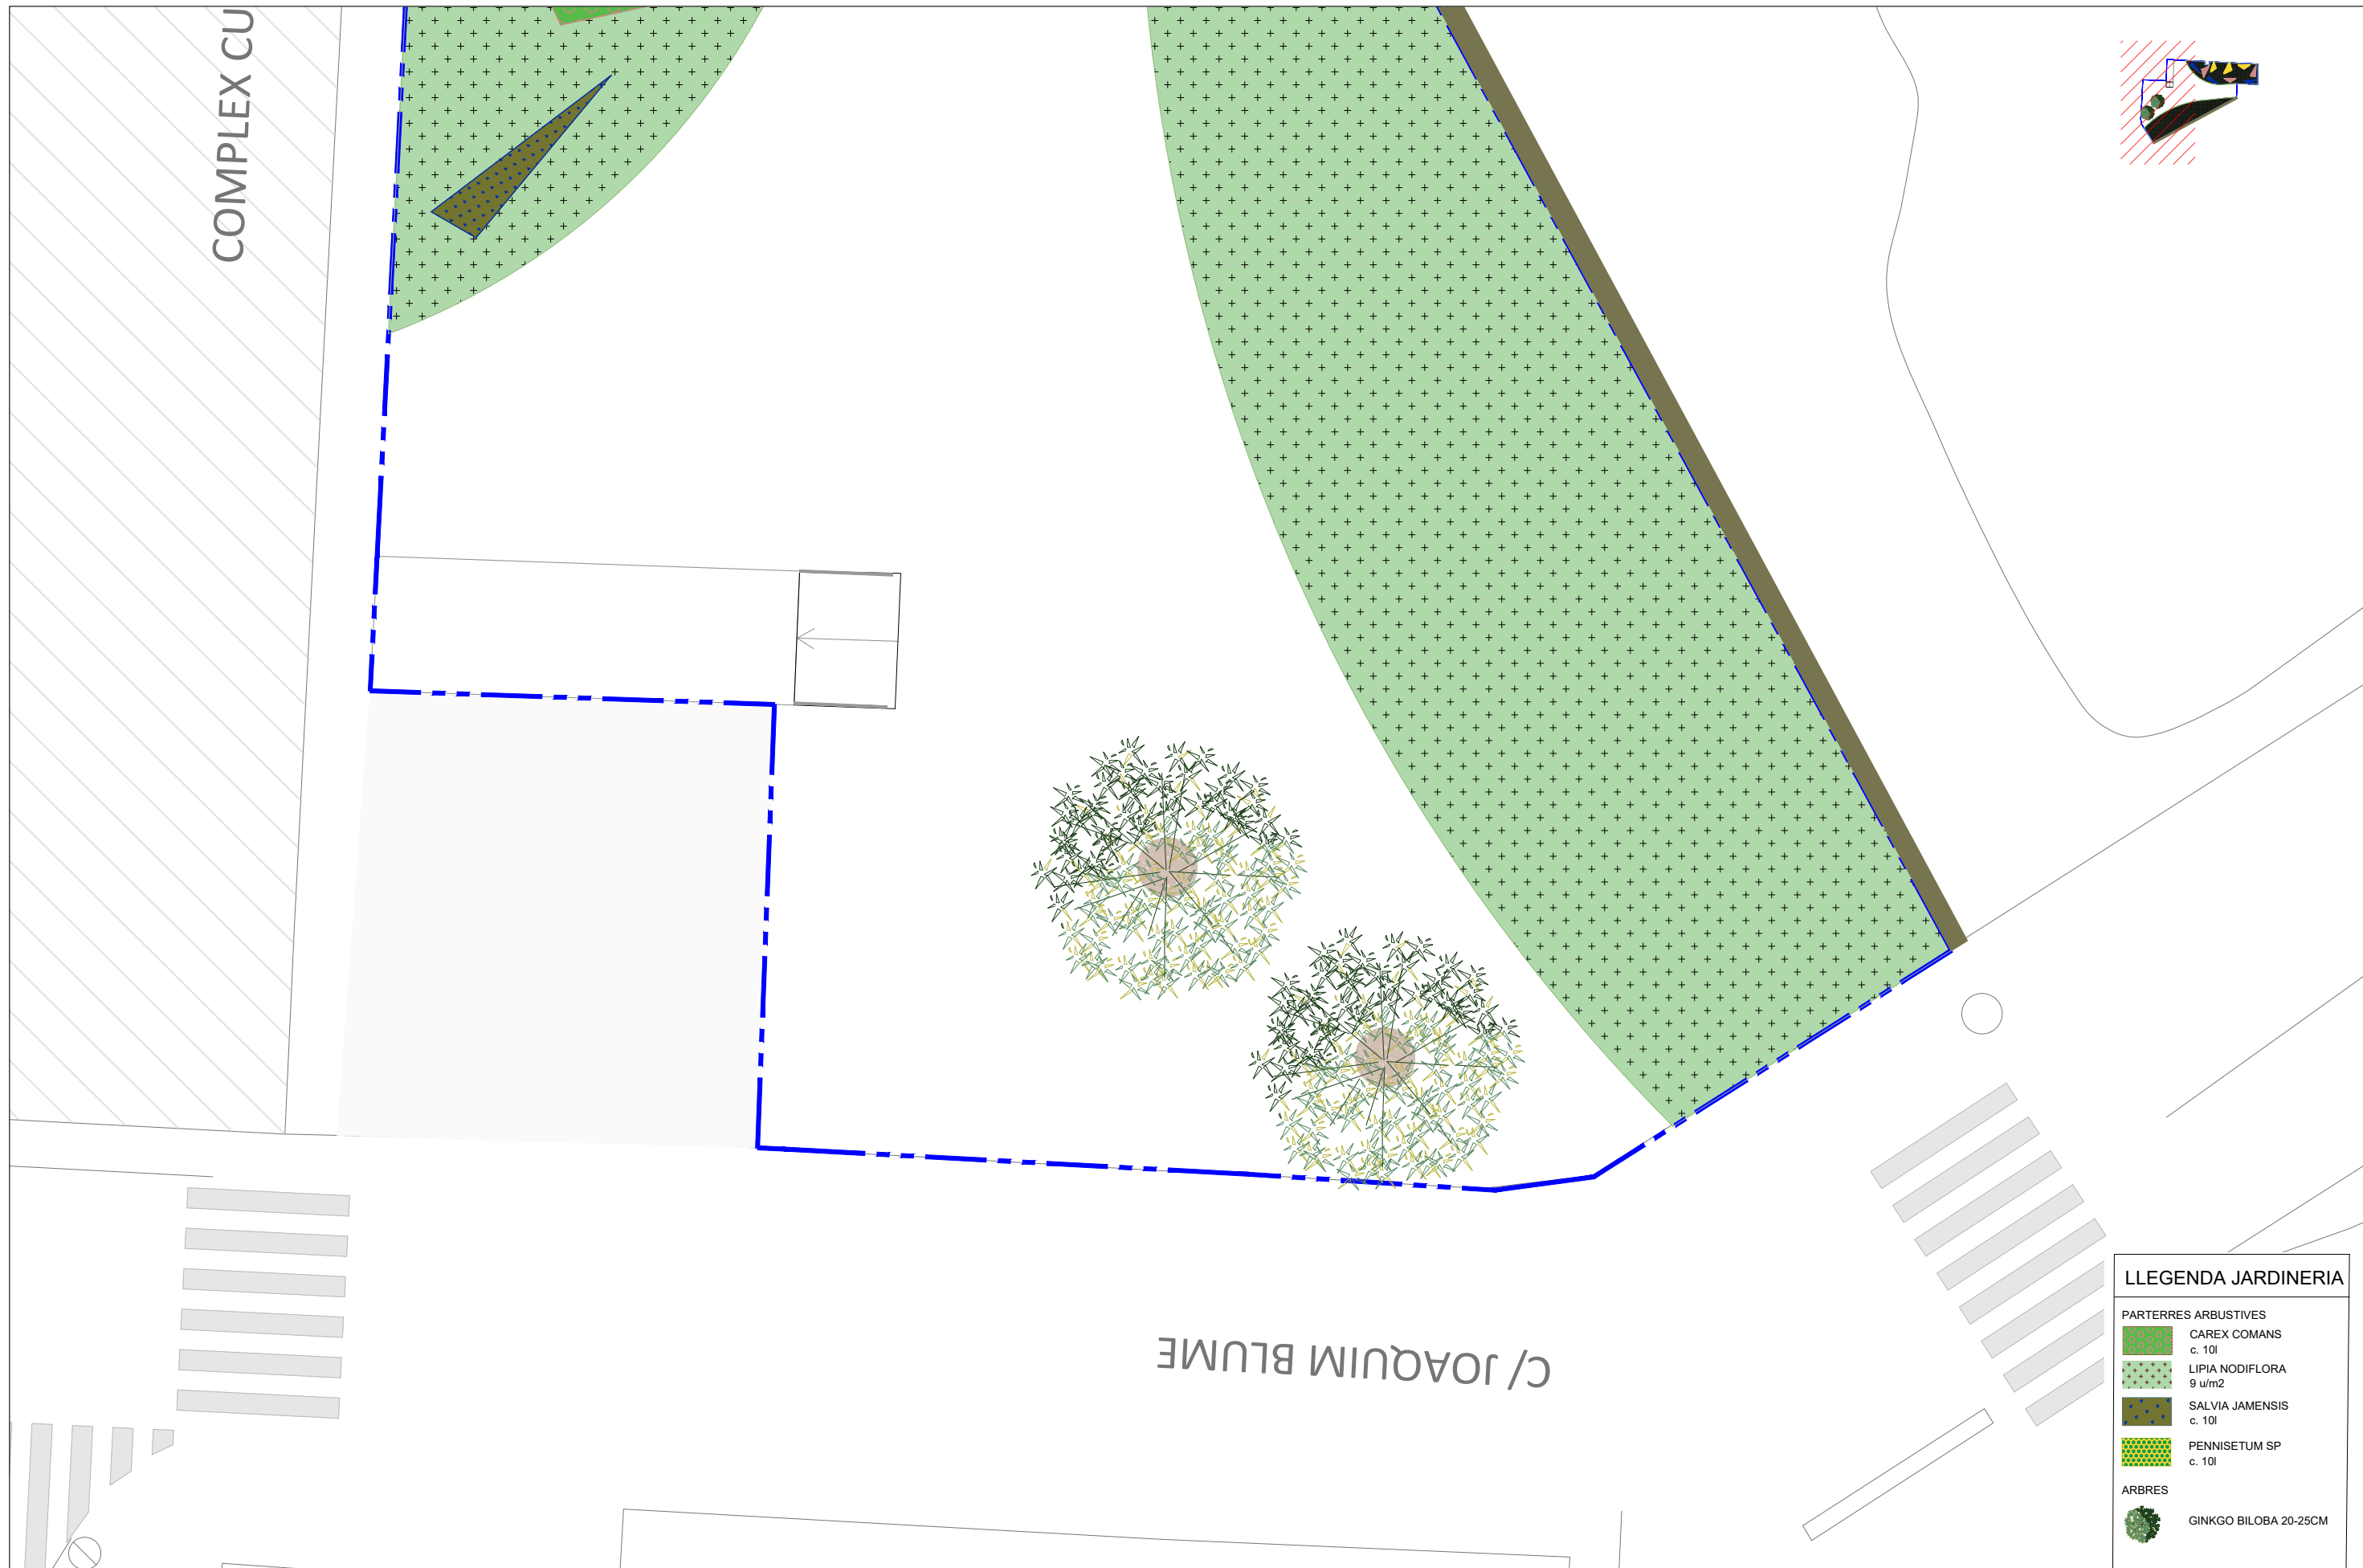 COMPLEX CU
C/ JOAQUIM BLUME
LLEGENDA JARDINERIA
PARTERRES ARBUSTIVES
CAREX COMANS
c. 10l
LIPIA NODIFLORA
9 u/m2
SALVIA JAMENSIS
c. 10l
PENNISETUM SP
c. 10l
ARBRES
GINKGO BILOBA 20-25CM